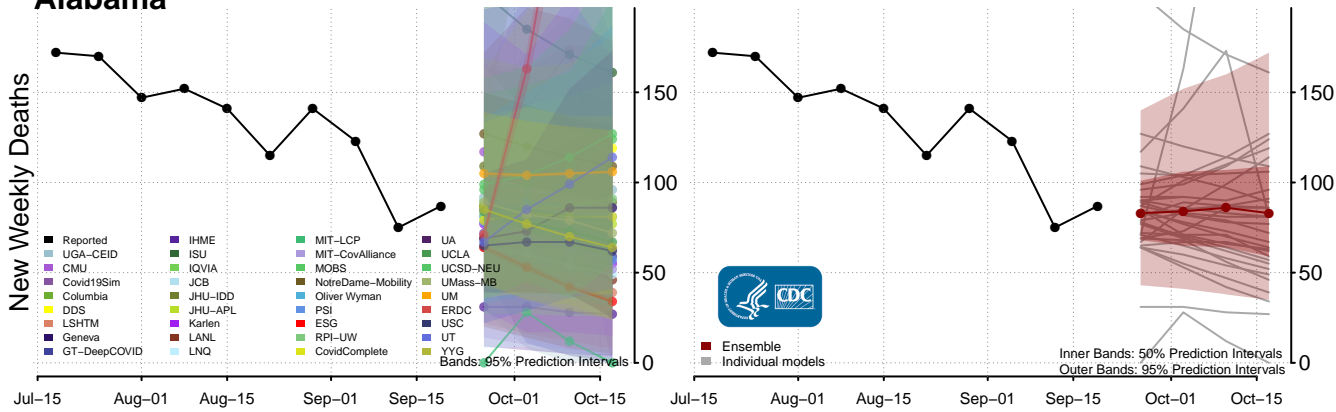 Alabama
New Weekly Deaths
Reported
UGA−CEID
CMU
Covid19Sim
Columbia
DDS
LSHTM
Geneva
GT−DeepCOVID
IHME
ISU
IQVIA
JCB
JHU−IDD
JHU−APL
Karlen
LANL
LNQ
MIT−LCP
MIT−CovAlliance
MOBS
NotreDame−Mobility
Oliver Wyman
PSI
ESG
RPI−UW
CovidComplete
UA
UCLA
UCSD−NEU
UMass−MB
UM
ERDC
USC
UT
YYG
Bands: 95% Prediction Intervals
150
100
50
0
Jul−15
Aug−01
Aug−15
Sep−01
Sep−15
Oct−01
Oct−15
CDC
Ensemble
Individual models
Inner Bands: 50% Prediction Intervals
Outer Bands: 95% Prediction Intervals
150
100
50
0
Jul−15
Aug−01
Aug−15
Sep−01
Sep−15
Oct−01
Oct−15